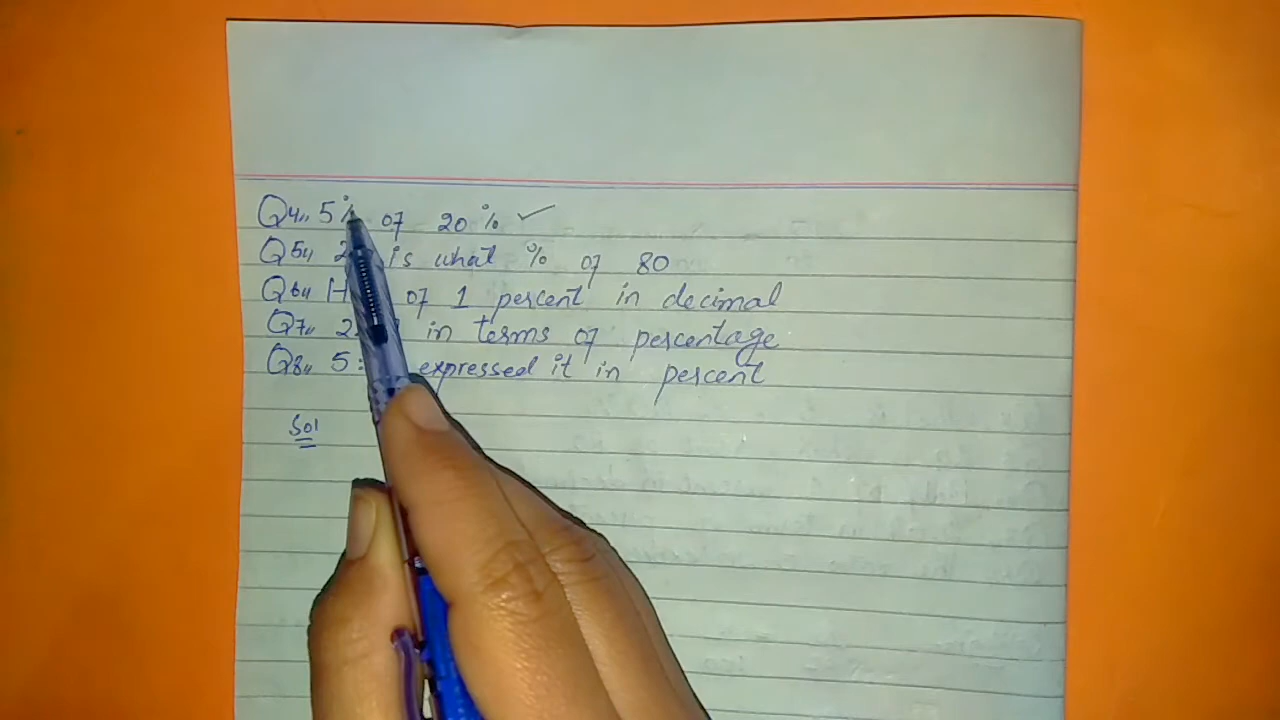 Q4,, 5% of 20% ✓
Q5,, is what % of 80
Q6,, of 1 percent in decimal
Q7,, in terms of percentage
Q8,, 5: expressed it in percent
Sol